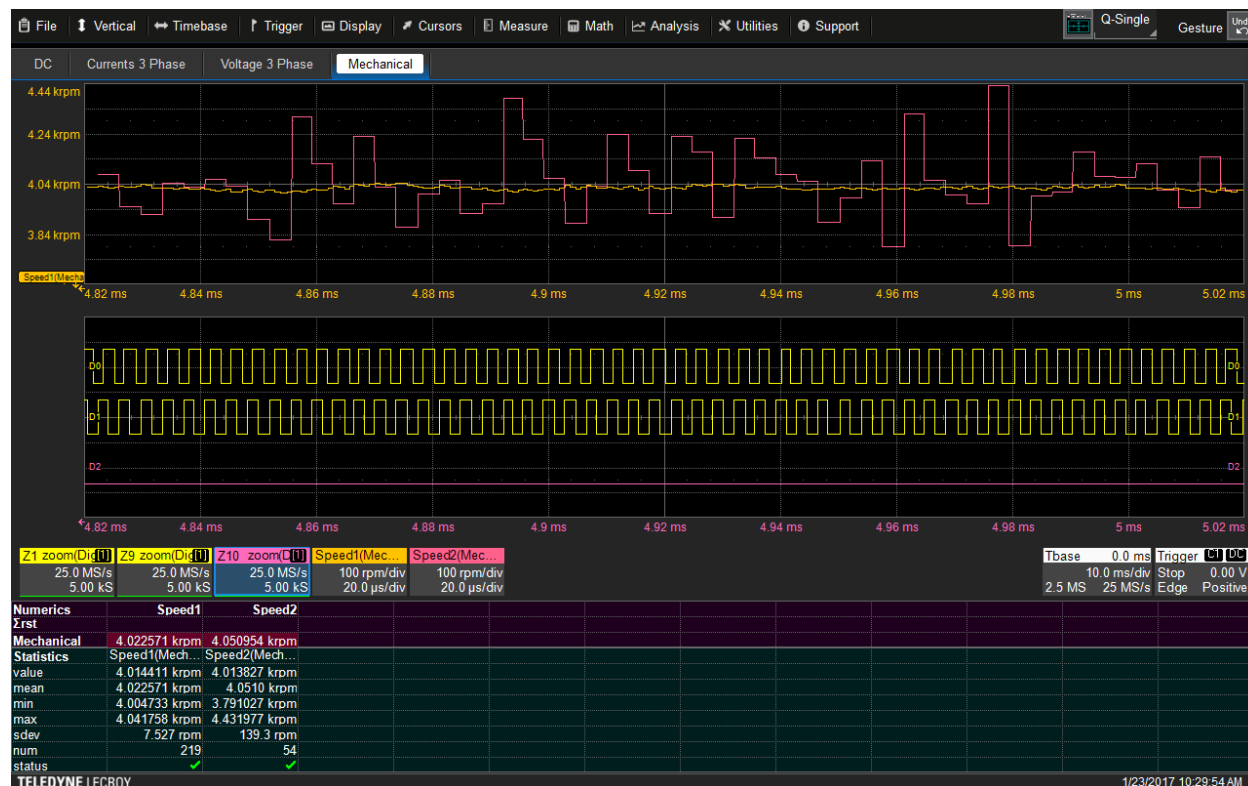 File Vertical Timebase Trigger Display Cursors Measure Math Analysis Utilities Support Q-Single Gesture Und
DC Currents 3 Phase Voltage 3 Phase Mechanical
4.44 krpm
4.24 krpm
4.04 krpm
3.84 krpm
Speed1(Mecha
4.82 ms 4.84 ms 4.86 ms 4.88 ms 4.9 ms 4.92 ms 4.94 ms 4.96 ms 4.98 ms 5 ms 5.02 ms
D0 D0
D1 D1
D2 D2
4.82 ms 4.84 ms 4.86 ms 4.88 ms 4.9 ms 4.92 ms 4.94 ms 4.96 ms 4.98 ms 5 ms 5.02 ms
Z1 zoom(Dig Z9 zoom(Dig Z10 zoom(D Speed1(Mec... Speed2(Mec... Tbase 0.0 ms Trigger C1 DC
25.0 MS/s 25.0 MS/s 25.0 MS/s 100 rpm/div 100 rpm/div 10.0 ms/div Stop 0.00 V
5.00 kS 5.00 kS 5.00 kS 20.0 µs/div 20.0 µs/div 2.5 MS 25 MS/s Edge Positive
Numerics Speed1 Speed2
Σrst
Mechanical 4.022571 krpm 4.050954 krpm
Statistics Speed1(Mech... Speed2(Mech...
value 4.014411 krpm 4.013827 krpm
mean 4.022571 krpm 4.0510 krpm
min 4.004733 krpm 3.791027 krpm
max 4.041758 krpm 4.431977 krpm
sdev 7.527 rpm 139.3 rpm
num 219 54
status
TELEDYNE LECROY 1/23/2017 10:29:54 AM